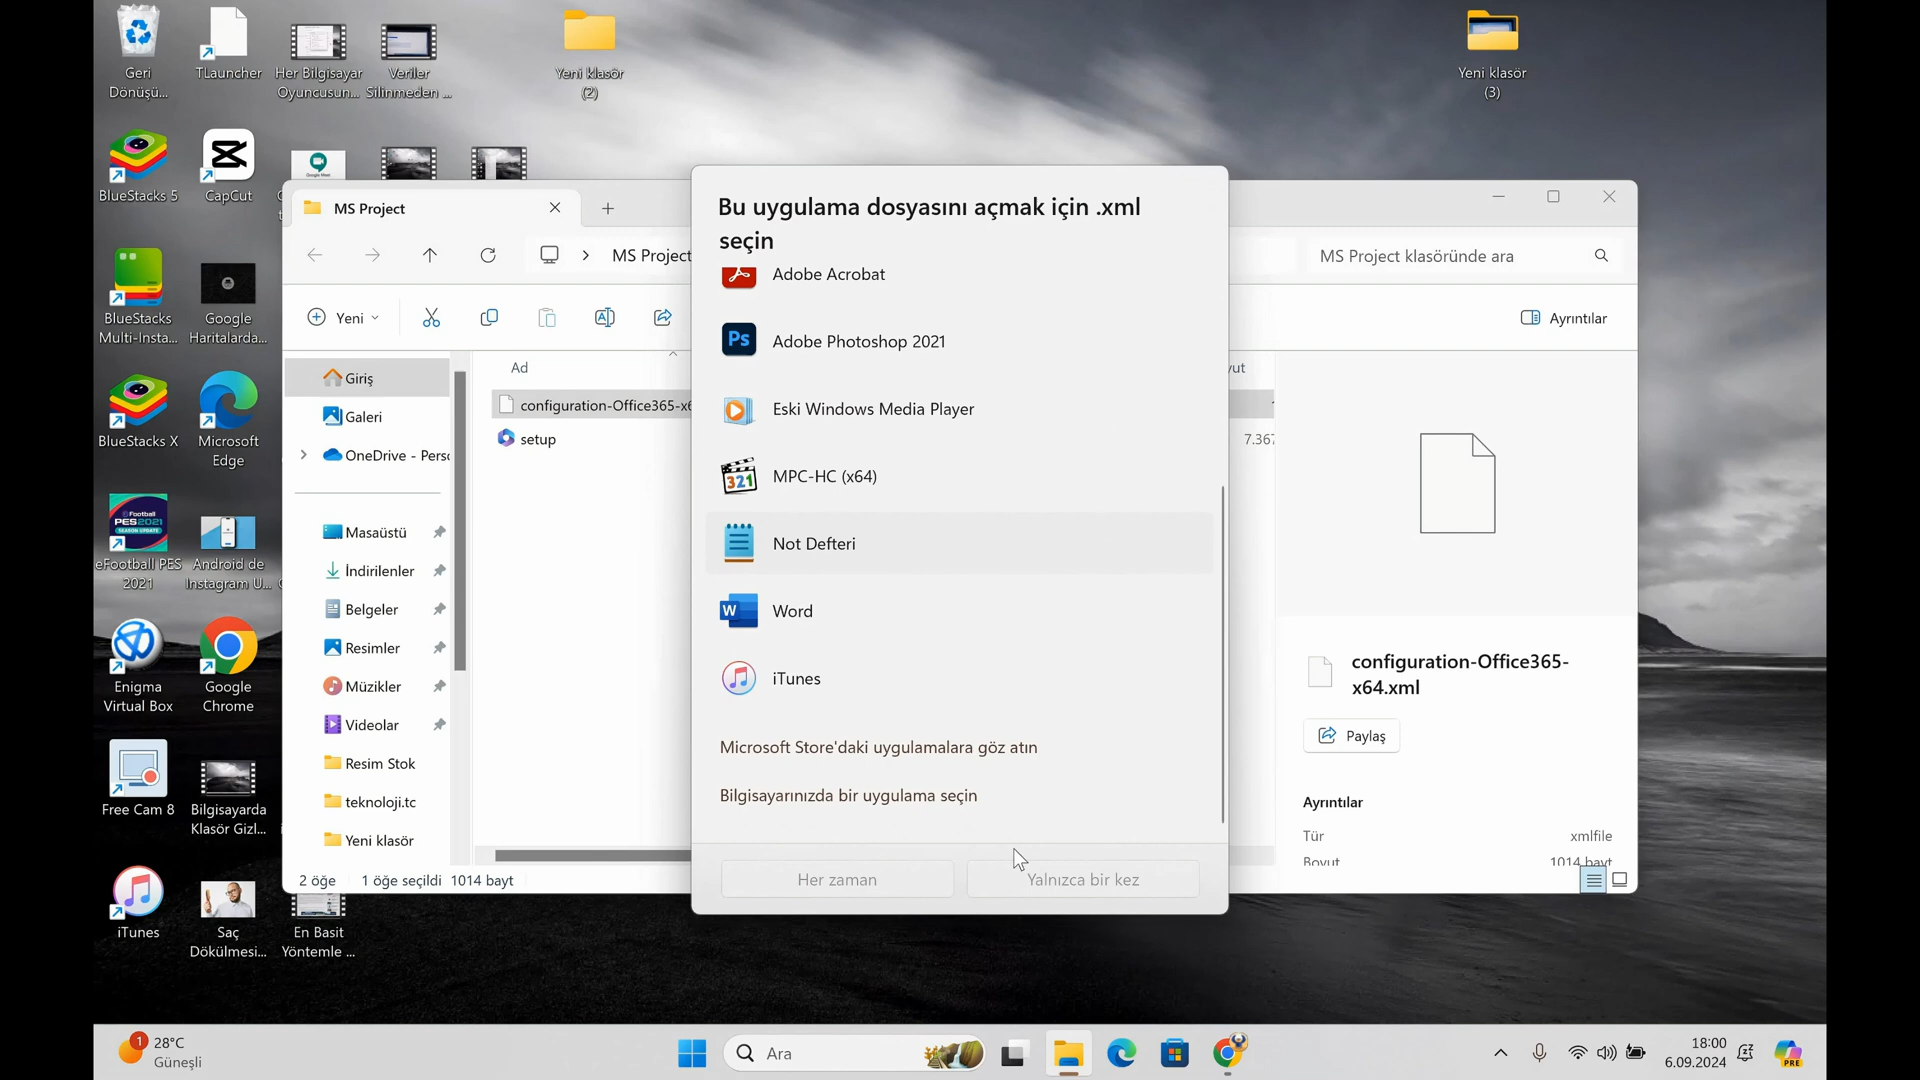 Geri
Dönüşü...
TLauncher
Her Bilgisayar
Oyuncusun...
Veriler
Silinmeden ...
Yeni klasör
(2)
Yeni klasör
(3)
BlueStacks 5
CapCut
BlueStacks
Multi-Insta...
Google
Haritalarda...
BlueStacks X
Microsoft
Edge
eFootball PES
2021
Android de
Instagram U...
Enigma
Virtual Box
Google
Chrome
Free Cam 8
Bilgisayarda
Klasör Gizl...
iTunes
Saç
Dökülmesi...
En Basit
Yöntemle ...
MS Project
MS Project
MS Project klasöründe ara
Yeni
Ayrıntılar
Giriş
Galeri
OneDrive - Perso
Masaüstü
İndirilenler
Belgeler
Resimler
Müzikler
Videolar
Resim Stok
teknoloji.tc
Yeni klasör
Ad
configuration-Office365-x6
setup
7.367
2 öğe
1 öğe seçildi 1014 bayt
Bu uygulama dosyasını açmak için .xml
seçin
Adobe Acrobat
Ps
Adobe Photoshop 2021
Eski Windows Media Player
321
MPC-HC (x64)
Not Defteri
W
Word
iTunes
Microsoft Store'daki uygulamalara göz atın
Bilgisayarınızda bir uygulama seçin
Her zaman
Yalnızca bir kez
configuration-Office365-
x64.xml
Paylaş
Ayrıntılar
Tür
xmlfile
Boyut
1014 bayt
1
28°C
Güneşli
Ara
18:00
6.09.2024
PRE